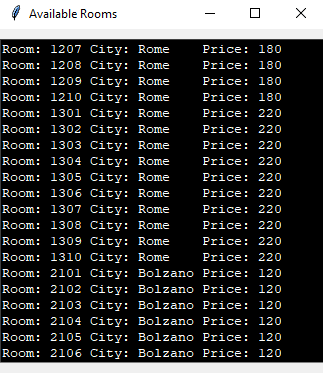 Available Rooms
Room: 1207 City: Rome    Price: 180
Room: 1208 City: Rome    Price: 180
Room: 1209 City: Rome    Price: 180
Room: 1210 City: Rome    Price: 180
Room: 1301 City: Rome    Price: 220
Room: 1302 City: Rome    Price: 220
Room: 1303 City: Rome    Price: 220
Room: 1304 City: Rome    Price: 220
Room: 1305 City: Rome    Price: 220
Room: 1306 City: Rome    Price: 220
Room: 1307 City: Rome    Price: 220
Room: 1308 City: Rome    Price: 220
Room: 1309 City: Rome    Price: 220
Room: 1310 City: Rome    Price: 220
Room: 2101 City: Bolzano Price: 120
Room: 2102 City: Bolzano Price: 120
Room: 2103 City: Bolzano Price: 120
Room: 2104 City: Bolzano Price: 120
Room: 2105 City: Bolzano Price: 120
Room: 2106 City: Bolzano Price: 120